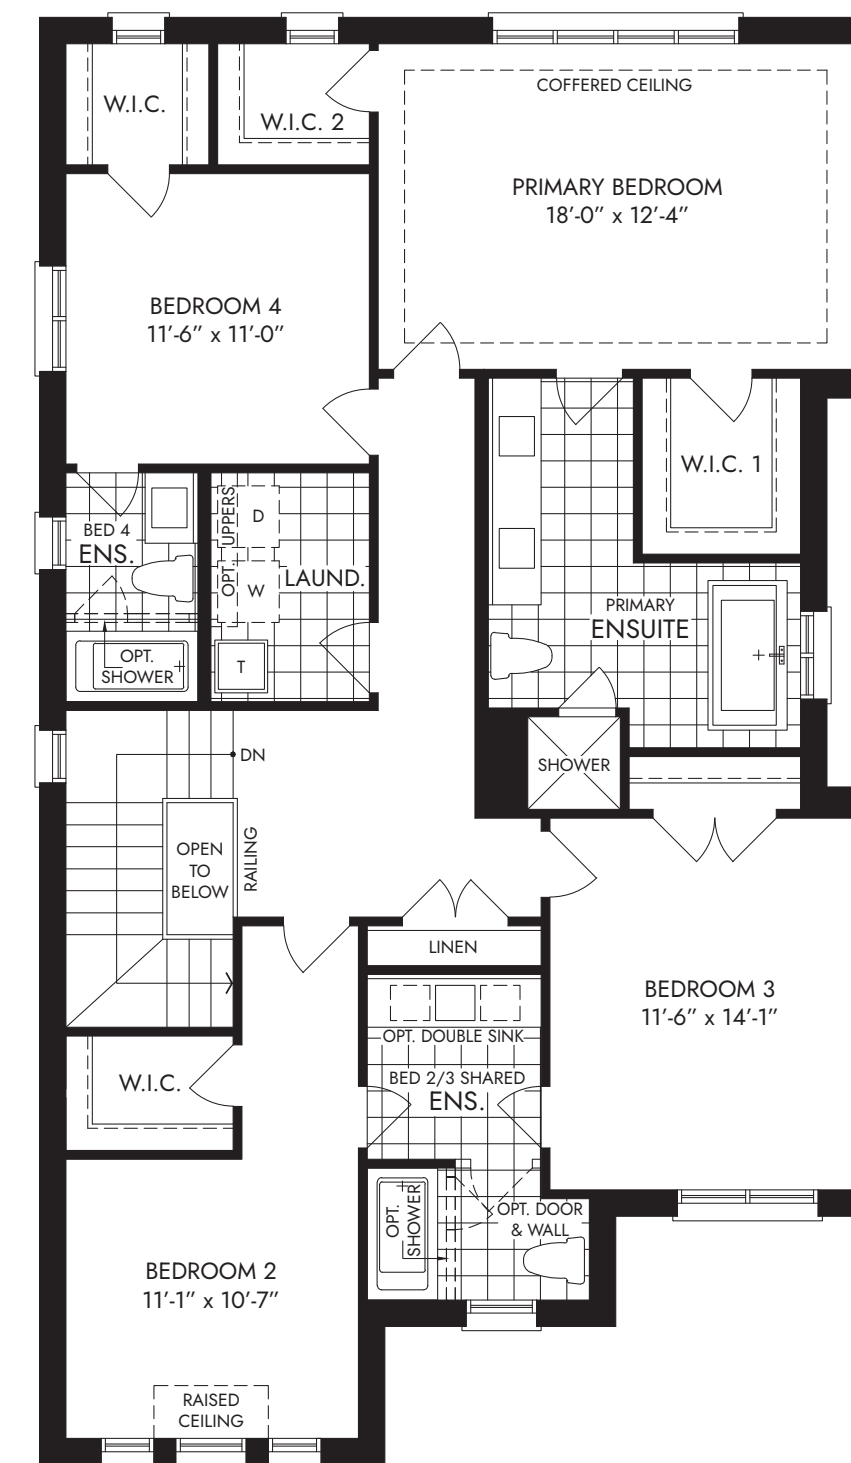 W.I.C.
W.I.C. 2
COFFERED CEILING
PRIMARY BEDROOM
18’-0” x 12’-4”
BEDROOM 4
11’-6” x 11’-0”
W.I.C. 1
BED 4
ENS.
OPT. UPPERS
D
W
LAUND.
T
OPT.
SHOWER
PRIMARY
ENSUITE
SHOWER
DN
OPEN
TO
BELOW
RAILING
LINEN
BEDROOM 3
11’-6” x 14’-1”
OPT. DOUBLE SINK
BED 2/3 SHARED
ENS.
W.I.C.
OPT.
SHOWER
OPT. DOOR
& WALL
BEDROOM 2
11’-1” x 10’-7”
RAISED
CEILING